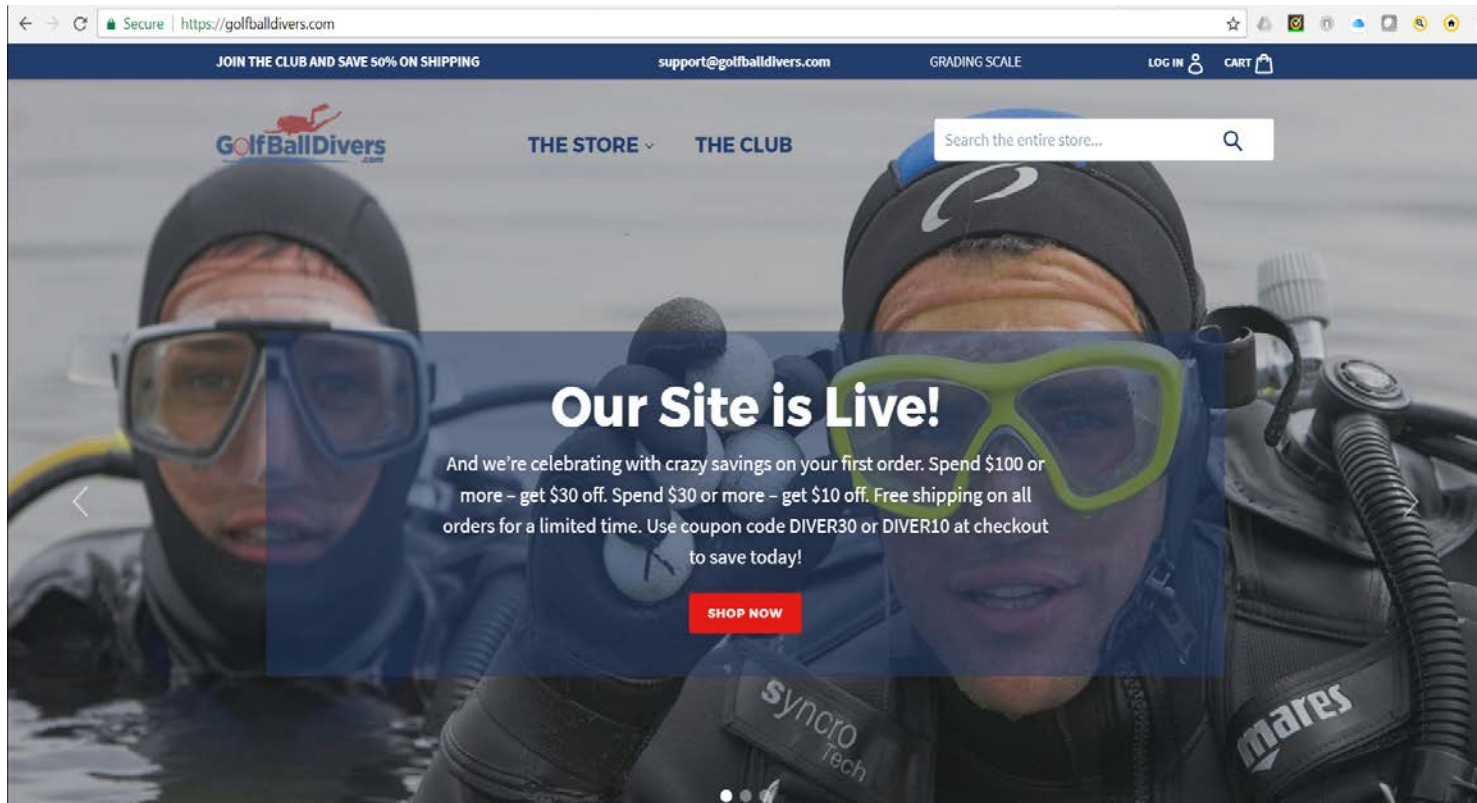 Secure | https://golfballdivers.com
JOIN THE CLUB AND SAVE 50% ON SHIPPING
support@golfballdivers.com
GRADING SCALE
LOG IN
CART
GolfBallDivers
.com
THE STORE
THE CLUB
Search the entire store...
Our Site is Live!
And we're celebrating with crazy savings on your first order. Spend $100 or
more – get $30 off. Spend $30 or more – get $10 off. Free shipping on all
orders for a limited time. Use coupon code DIVER30 or DIVER10 at checkout
to save today!
SHOP NOW
syncro
Tech
mares